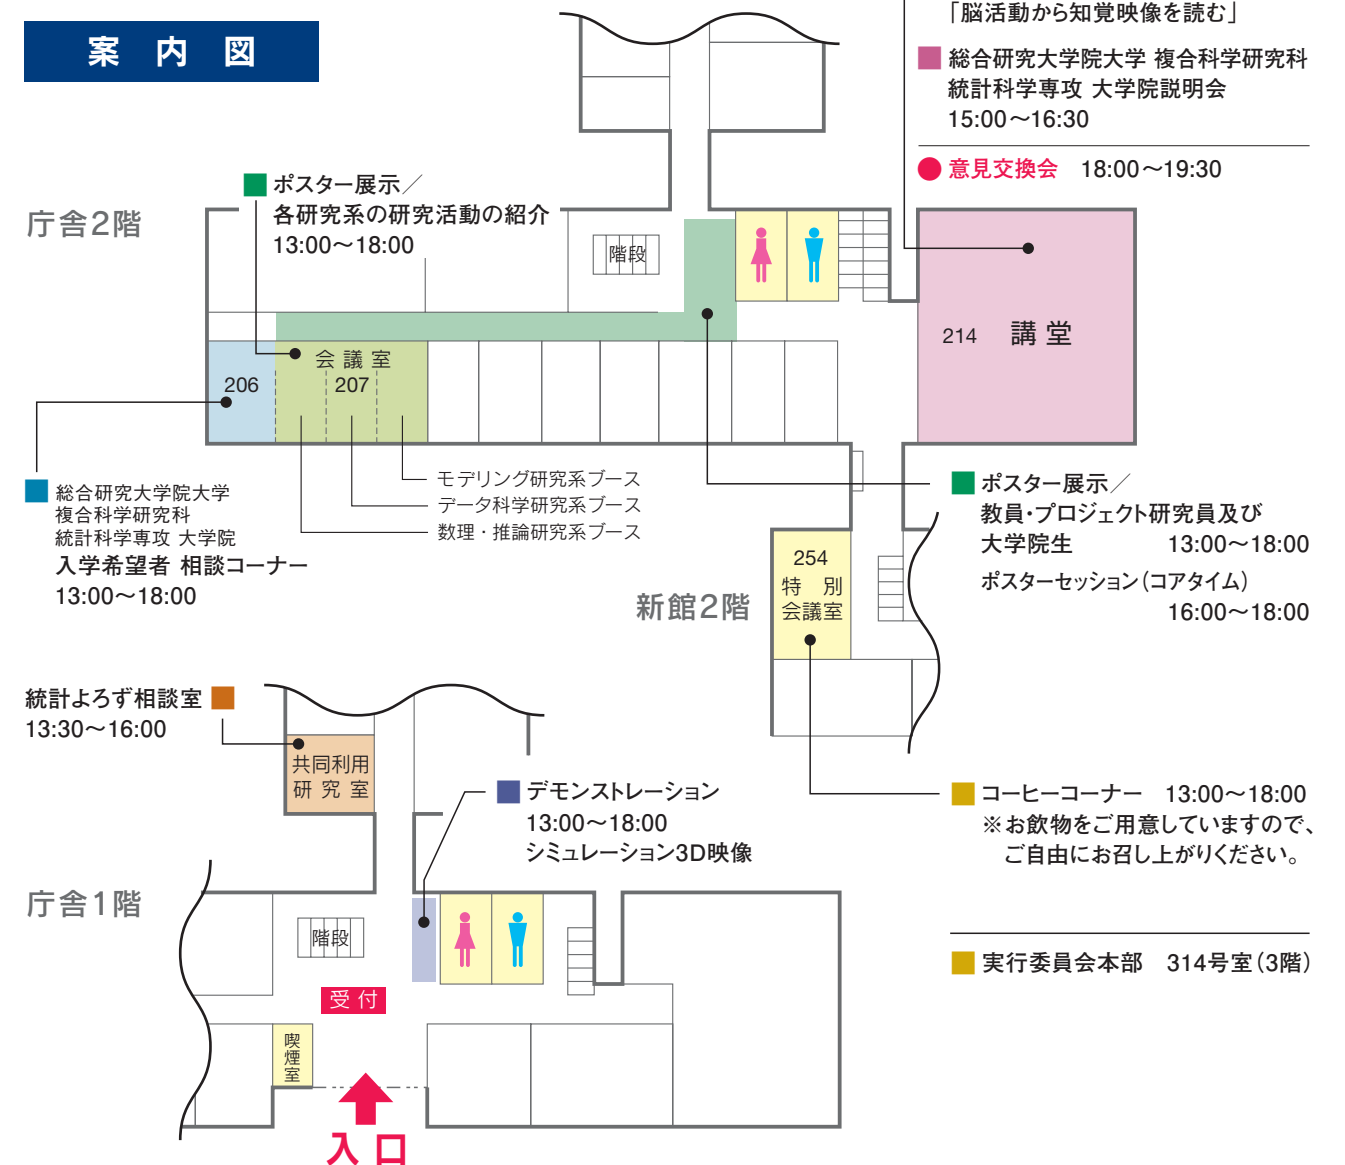 案内図
「脳活動から知覚映像を読む」
総合研究大学院大学 複合科学研究科
統計科学専攻 大学院説明会
15:00〜16:30
意見交換会 18:00〜19:30
庁舎2階
ポスター展示／
各研究系の研究活動の紹介
13:00〜18:00
階段
214 講堂
会議室
206
207
モデリング研究系ブース
データ科学研究系ブース
数理・推論研究系ブース
総合研究大学院大学
複合科学研究科
統計科学専攻 大学院
入学希望者 相談コーナー
13:00〜18:00
ポスター展示／
教員・プロジェクト研究員及び
大学院生 13:00〜18:00
ポスターセッション（コアタイム）
16:00〜18:00
新館2階
254
特別
会議室
統計よろず相談室
13:30〜16:00
共同利用
研究室
デモンストレーション
13:00〜18:00
シミュレーション3D映像
コーヒーコーナー 13:00〜18:00
※お飲物をご用意していますので、
ご自由にお召し上がりください。
庁舎1階
階段
受付
喫煙室
入口
実行委員会本部 314号室（3階）